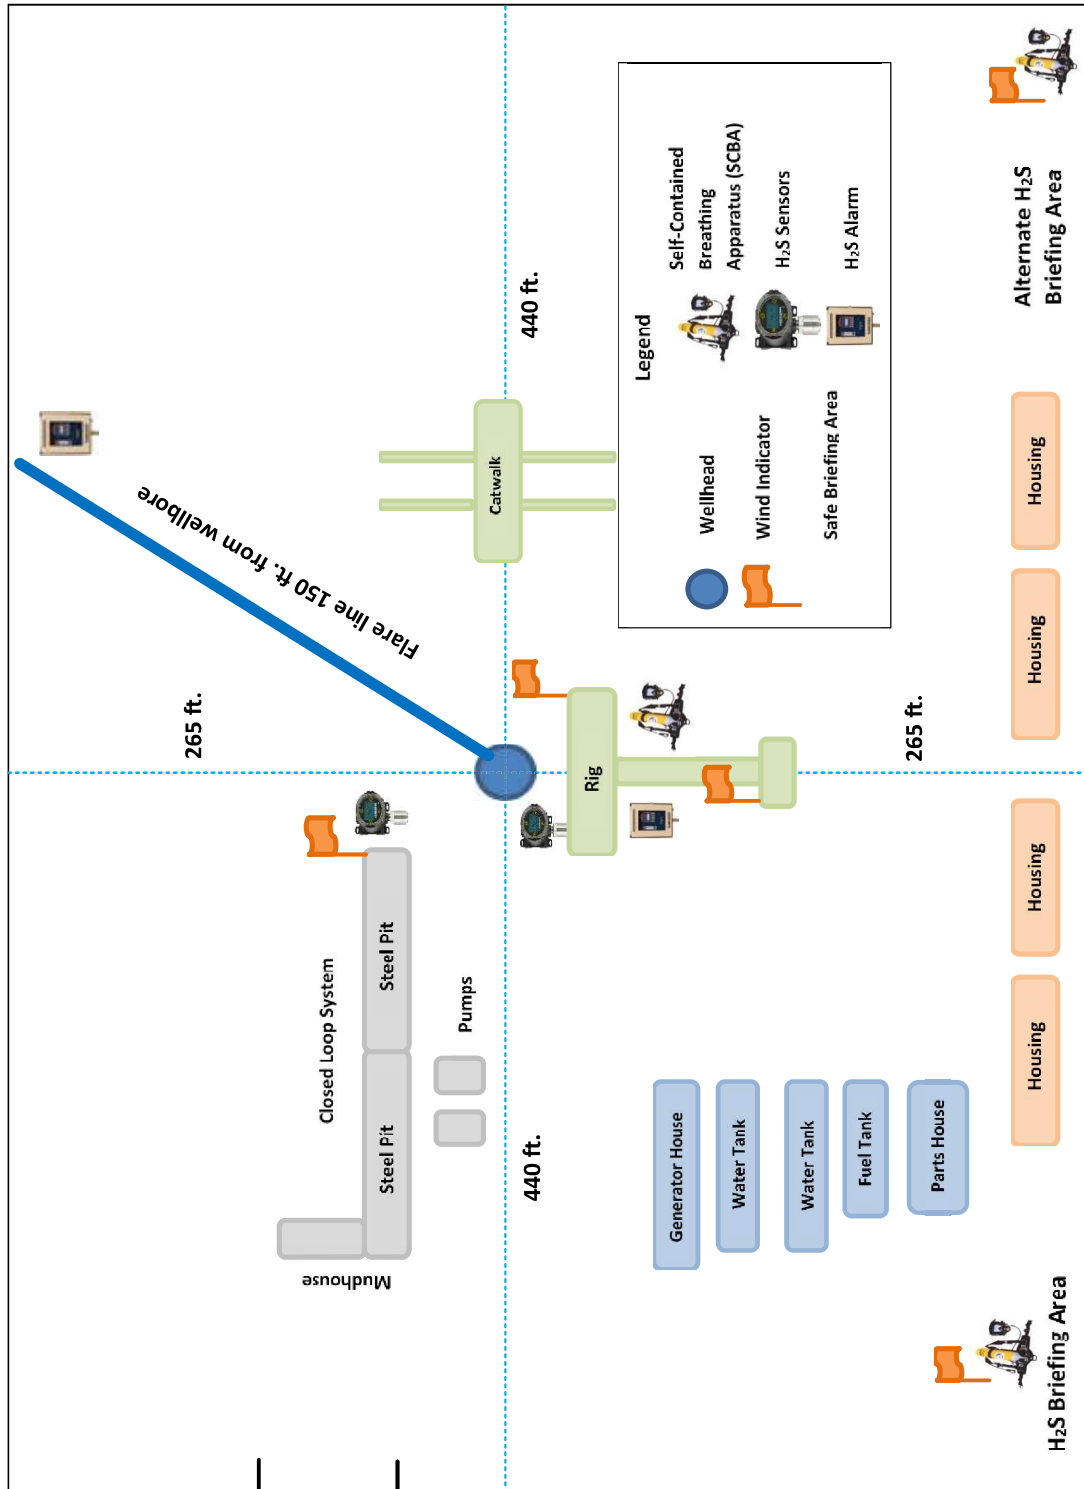 265 ft.
Flare line 150 ft. from wellbore
440 ft.
Catwalk
Closed Loop System
Steel Pit
Steel Pit
Mudhouse
Pumps
440 ft.
Rig
265 ft.
Legend
Wellhead
Wind Indicator
Safe Briefing Area
Self-Contained
Breathing
Apparatus (SCBA)
H₂S Sensors
H₂S Alarm
Generator House
Water Tank
Water Tank
Fuel Tank
Parts House
Housing
Housing
Housing
Housing
H₂S Briefing Area
Alternate H₂S
Briefing Area